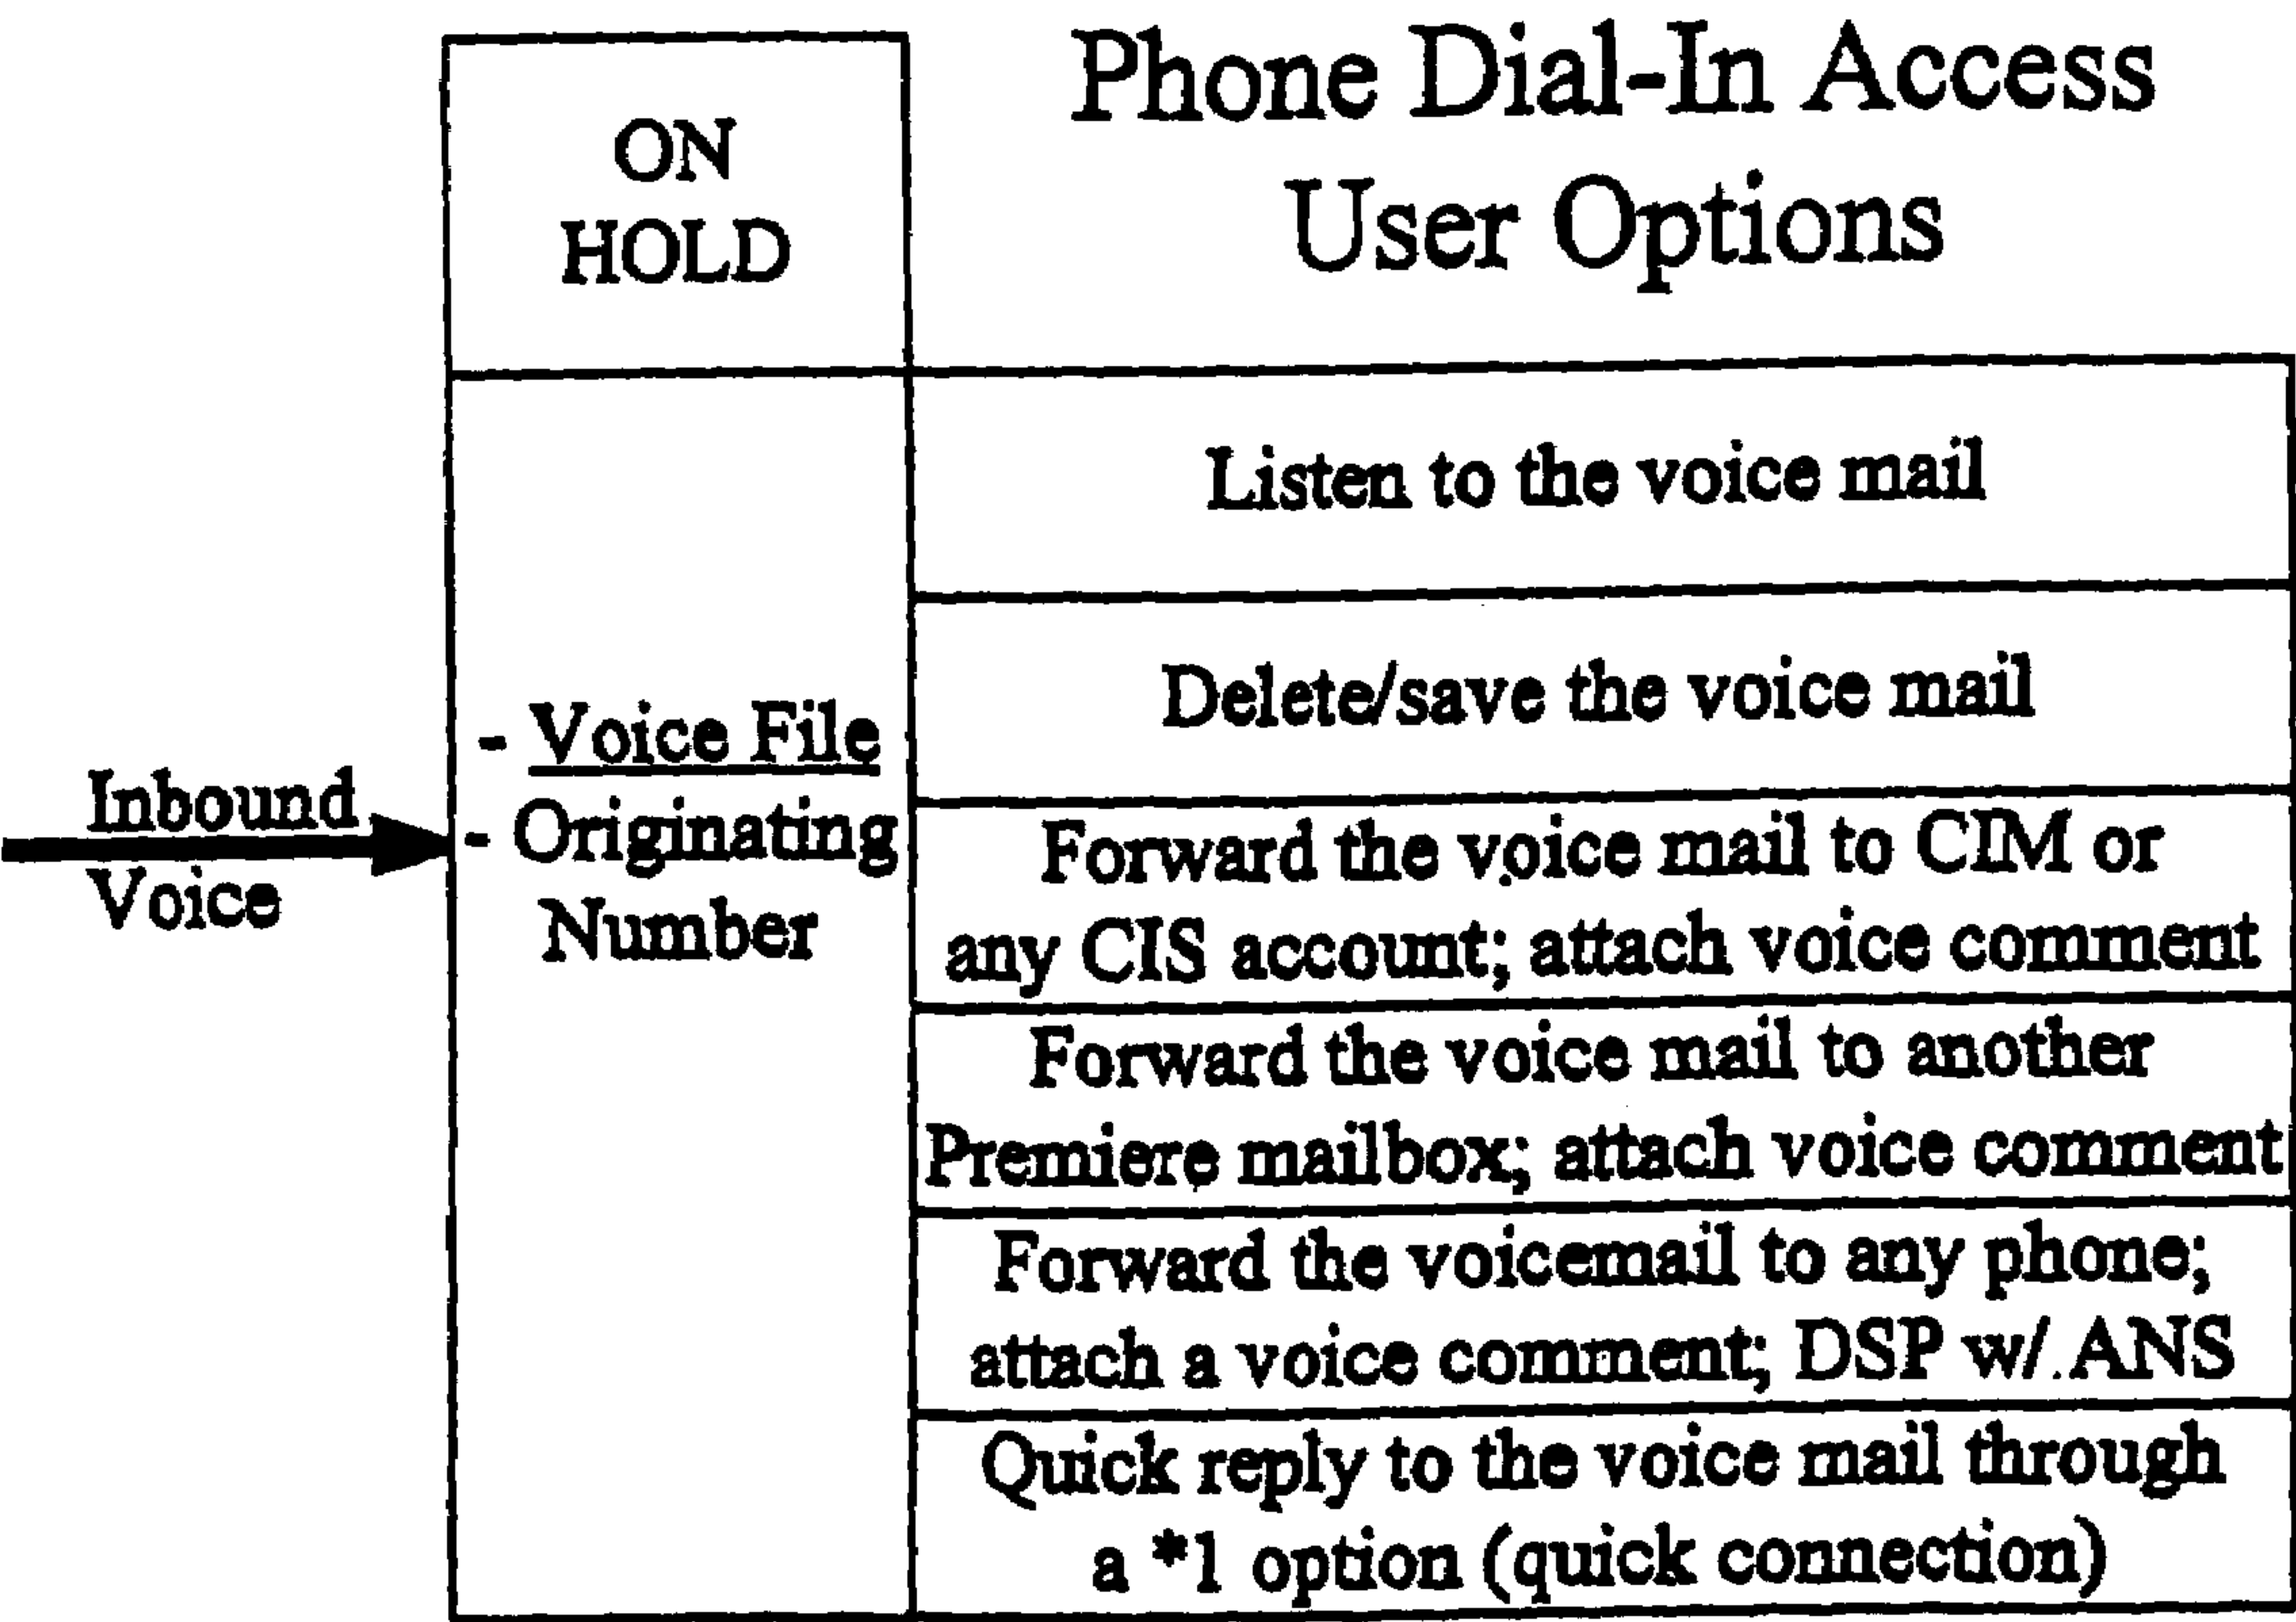 ON
HOLD
Phone Dial-In Access
User Options
Inbound
Voice
- Voice File
- Originating
Number
Listen to the voice mail
Delete/save the voice mail
Forward the voice mail to CIM or
any CIS account; attach voice comment
Forward the voice mail to another
Premiere mailbox; attach voice comment
Forward the voicemail to any phone;
attach a voice comment; DSP w/ ANS
Quick reply to the voice mail through
a *1 option (quick connection)